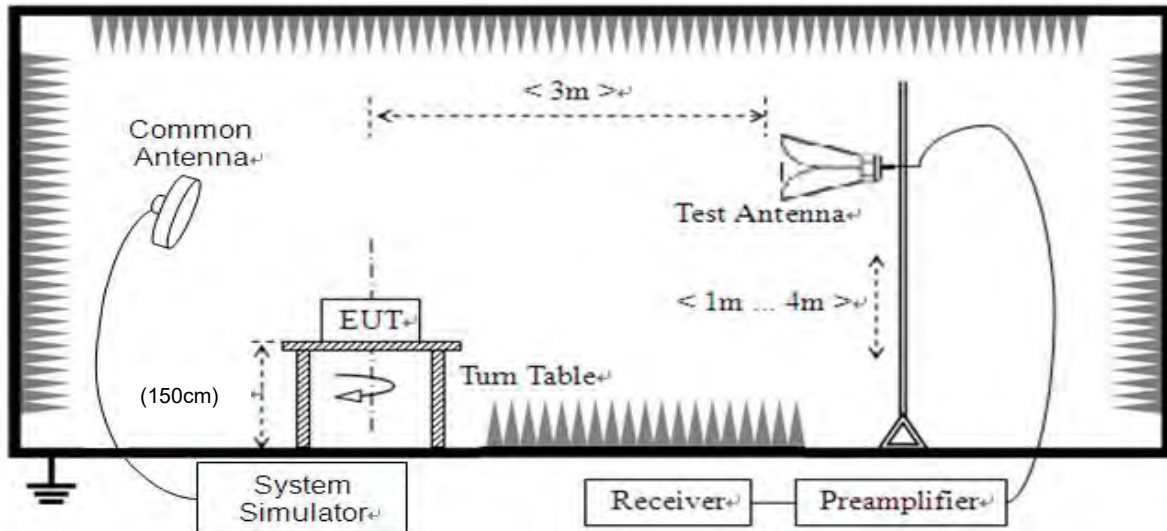 < 3m >↵
Common
Antenna↵
Test Antenna↵
< 1m ... 4m >↵
EUT↵
Turn Table↵
(150cm)
System
Simulator↵
Receiver↵
Preamplifier↵